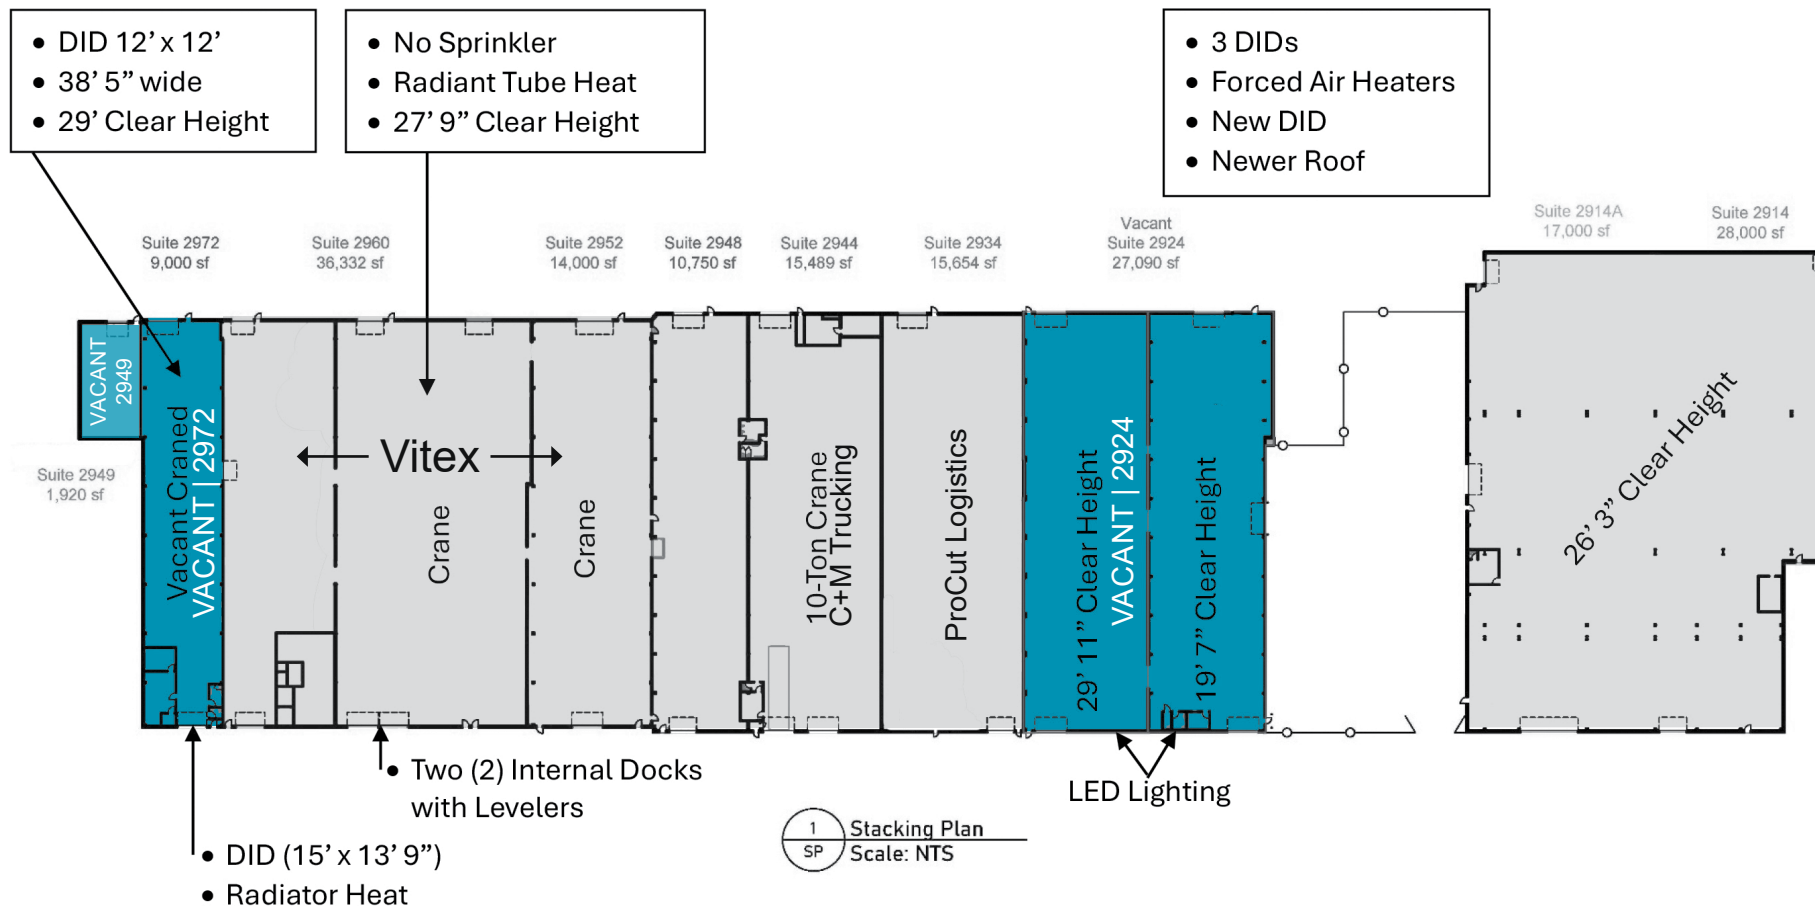 • DID 12’ x 12’
• 38’ 5” wide
• 29’ Clear Height
• No Sprinkler
• Radiant Tube Heat
• 27’ 9” Clear Height
• 3 DIDs
• Forced Air Heaters
• New DID
• Newer Roof
Suite 2972
9,000 sf
Suite 2960
36,332 sf
Suite 2952
14,000 sf
Suite 2948
10,750 sf
Suite 2944
15,489 sf
Suite 2934
15,654 sf
Vacant
Suite 2924
27,090 sf
Suite 2914A
17,000 sf
Suite 2914
28,000 sf
VACANT
2949
Suite 2949
1,920 sf
Vacant Craned
VACANT | 2972
Vitex
Crane
Crane
10-Ton Crane
C+M Trucking
ProCut Logistics
29’ 11” Clear Height
VACANT | 2924
19’ 7” Clear Height
26’ 3” Clear Height
• Two (2) Internal Docks
with Levelers
LED Lighting
• DID (15’ x 13’ 9”)
• Radiator Heat
1
SP
Stacking Plan
Scale: NTS